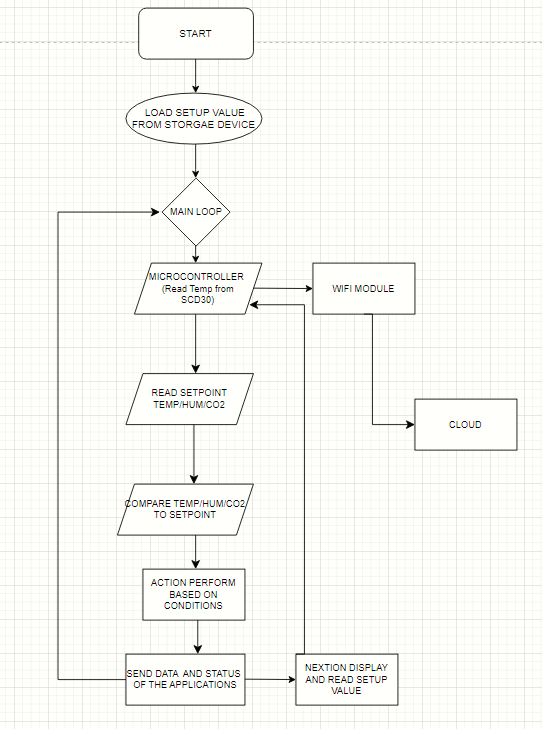 START
LOAD SETUP VALUE
FROM STORGAE DEVICE
MAIN LOOP
MICROCONTROLLER
(Read Temp from
SCD30)
WIFI MODULE
READ SETPOINT
TEMP/HUM/CO2
CLOUD
COMPARE TEMP/HUM/CO2
TO SETPOINT
ACTION PERFORM
BASED ON
CONDITIONS
SEND DATA AND STATUS
OF THE APPLICATIONS
NEXTION DISPLAY
AND READ SETUP
VALUE